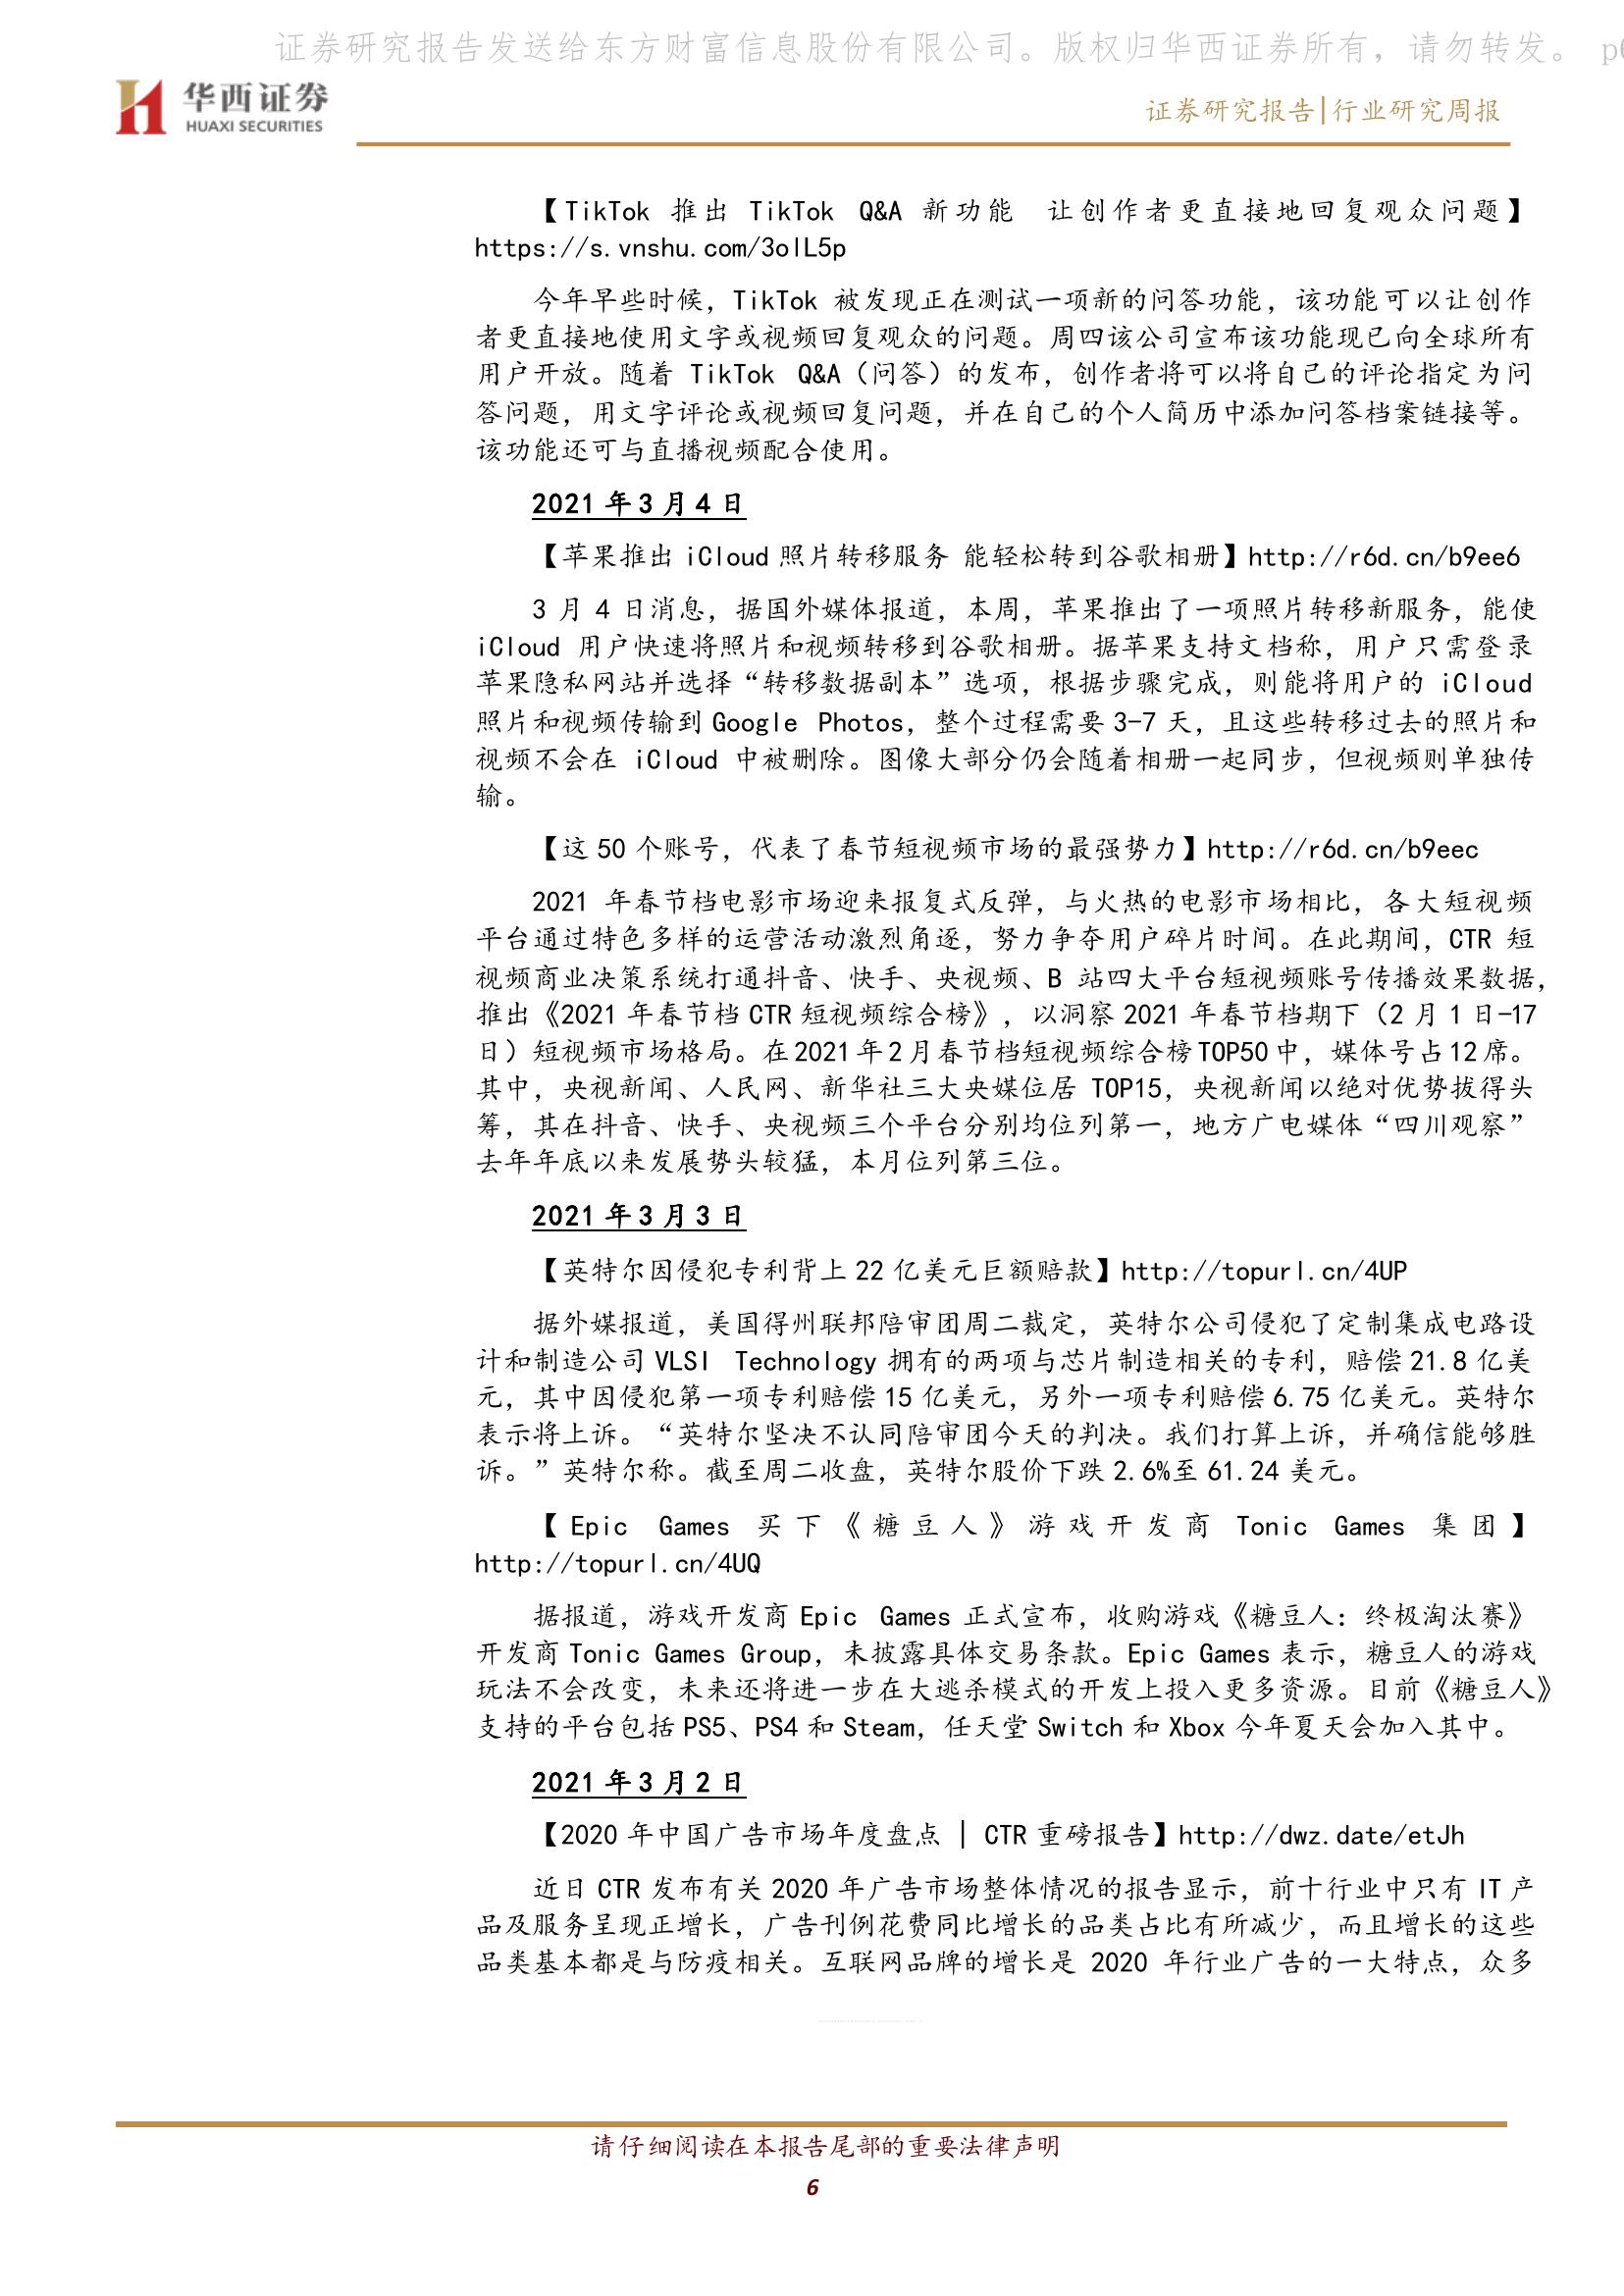 证券研究报告发送给东方财富信息股份有限公司。版权归华西证券所有，请勿转发。 p
华西证券
HUAXI SECURITIES
证券研究报告|行业研究周报
【TikTok 推出 TikTok Q&A 新功能 让创作者更直接地回复观众问题】
https://s.vnshu.com/3olL5p
今年早些时候，TikTok 被发现正在测试一项新的问答功能，该功能可以让创作
者更直接地使用文字或视频回复观众的问题。周四该公司宣布该功能现已向全球所有
用户开放。随着 TikTok Q&A（问答）的发布，创作者将可以将自己的评论指定为问
答问题，用文字评论或视频回复问题，并在自己的个人简历中添加问答档案链接等。
该功能还可与直播视频配合使用。
2021 年 3 月 4 日
【苹果推出 iCloud 照片转移服务 能轻松转到谷歌相册】http://r6d.cn/b9ee6
3 月 4 日消息，据国外媒体报道，本周，苹果推出了一项照片转移新服务，能使
iCloud 用户快速将照片和视频转移到谷歌相册。据苹果支持文档称，用户只需登录
苹果隐私网站并选择“转移数据副本”选项，根据步骤完成，则能将用户的 iCloud
照片和视频传输到 Google Photos，整个过程需要 3-7 天，且这些转移过去的照片和
视频不会在 iCloud 中被删除。图像大部分仍会随着相册一起同步，但视频则单独传
输。
【这 50 个账号，代表了春节短视频市场的最强势力】http://r6d.cn/b9eec
2021 年春节档电影市场迎来报复式反弹，与火热的电影市场相比，各大短视频
平台通过特色多样的运营活动激烈角逐，努力争夺用户碎片时间。在此期间，CTR 短
视频商业决策系统打通抖音、快手、央视频、B 站四大平台短视频账号传播效果数据，
推出《2021 年春节档 CTR 短视频综合榜》，以洞察 2021 年春节档期下（2 月 1 日-17
日）短视频市场格局。在 2021 年 2 月春节档短视频综合榜 TOP50 中，媒体号占 12 席。
其中，央视新闻、人民网、新华社三大央媒位居 TOP15，央视新闻以绝对优势拔得头
筹，其在抖音、快手、央视频三个平台分别均位列第一，地方广电媒体“四川观察”
去年年底以来发展势头较猛，本月位列第三位。
2021 年 3 月 3 日
【英特尔因侵犯专利背上 22 亿美元巨额赔款】http://topurl.cn/4UP
据外媒报道，美国得州联邦陪审团周二裁定，英特尔公司侵犯了定制集成电路设
计和制造公司 VLSI Technology 拥有的两项与芯片制造相关的专利，赔偿 21.8 亿美
元，其中因侵犯第一项专利赔偿 15 亿美元，另外一项专利赔偿 6.75 亿美元。英特尔
表示将上诉。“英特尔坚决不认同陪审团今天的判决。我们打算上诉，并确信能够胜
诉。”英特尔称。截至周二收盘，英特尔股价下跌 2.6%至 61.24 美元。
【Epic Games 买下《糖豆人》游戏开发商 Tonic Games 集团】
http://topurl.cn/4UQ
据报道，游戏开发商 Epic Games 正式宣布，收购游戏《糖豆人：终极淘汰赛》
开发商 Tonic Games Group，未披露具体交易条款。Epic Games 表示，糖豆人的游戏
玩法不会改变，未来还将进一步在大逃杀模式的开发上投入更多资源。目前《糖豆人》
支持的平台包括 PS5、PS4 和 Steam，任天堂 Switch 和 Xbox 今年夏天会加入其中。
2021 年 3 月 2 日
【2020 年中国广告市场年度盘点 | CTR 重磅报告】http://dwz.date/etJh
近日 CTR 发布有关 2020 年广告市场整体情况的报告显示，前十行业中只有 IT 产
品及服务呈现正增长，广告刊例花费同比增长的品类占比有所减少，而且增长的这些
品类基本都是与防疫相关。互联网品牌的增长是 2020 年行业广告的一大特点，众多
请仔细阅读在本报告尾部的重要法律声明
6